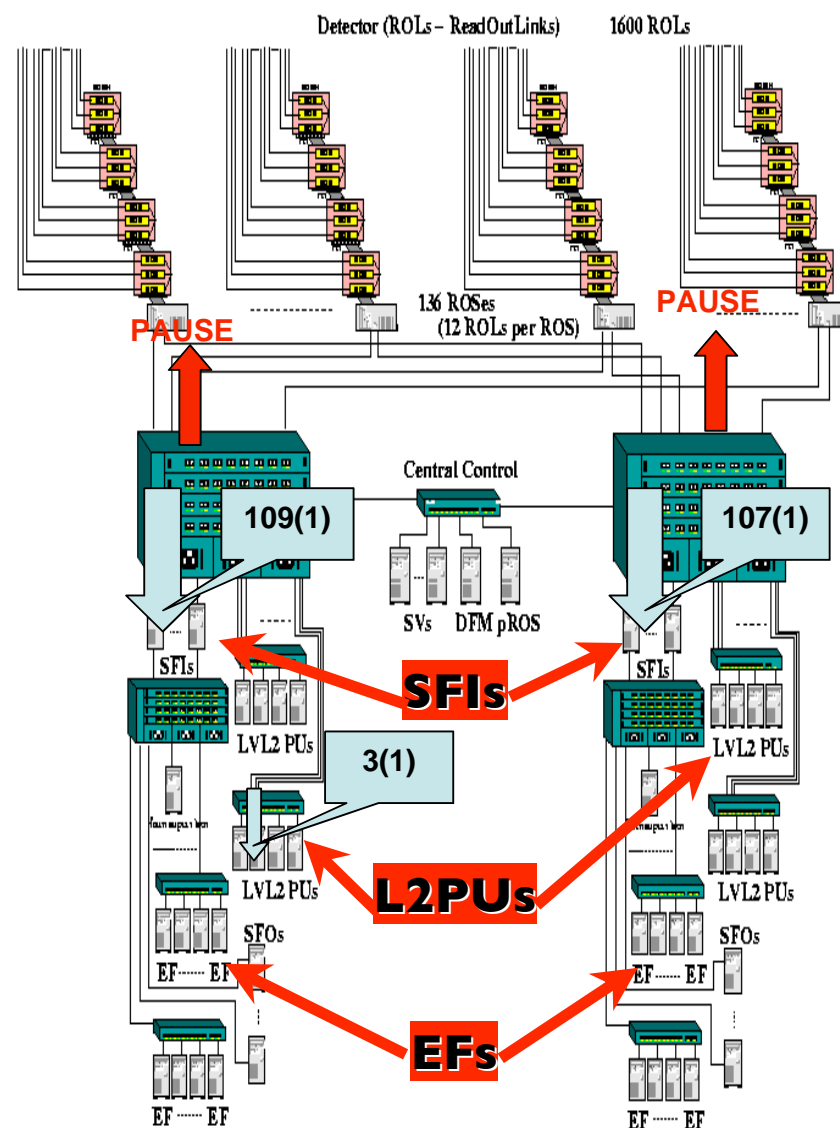 Detector (ROLs – ReadOutLinks) 1600 ROLs
136 ROSes
(12 ROLs per ROS)
PAUSE
PAUSE
Central Control
109(1)
107(1)
SVs DFM pROS
SFIs
SFIs
SFIs
LVL2 PUs
LVL2 PUs
3(1)
LVL2 PUs
L2PUs
LVL2 PUs
SFOs
SFOs
EF ------- EF
EF ------- EF
EFs
EF ------- EF
EF ------- EF